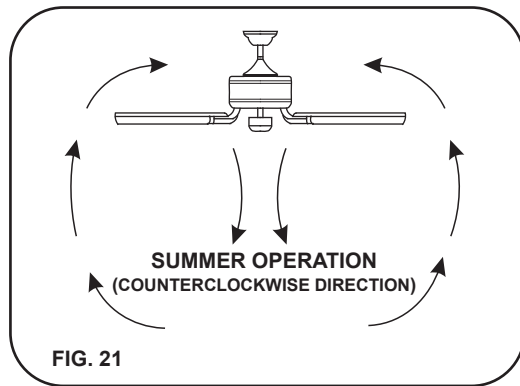 SUMMER OPERATION
(COUNTERCLOCKWISE DIRECTION)
FIG. 21